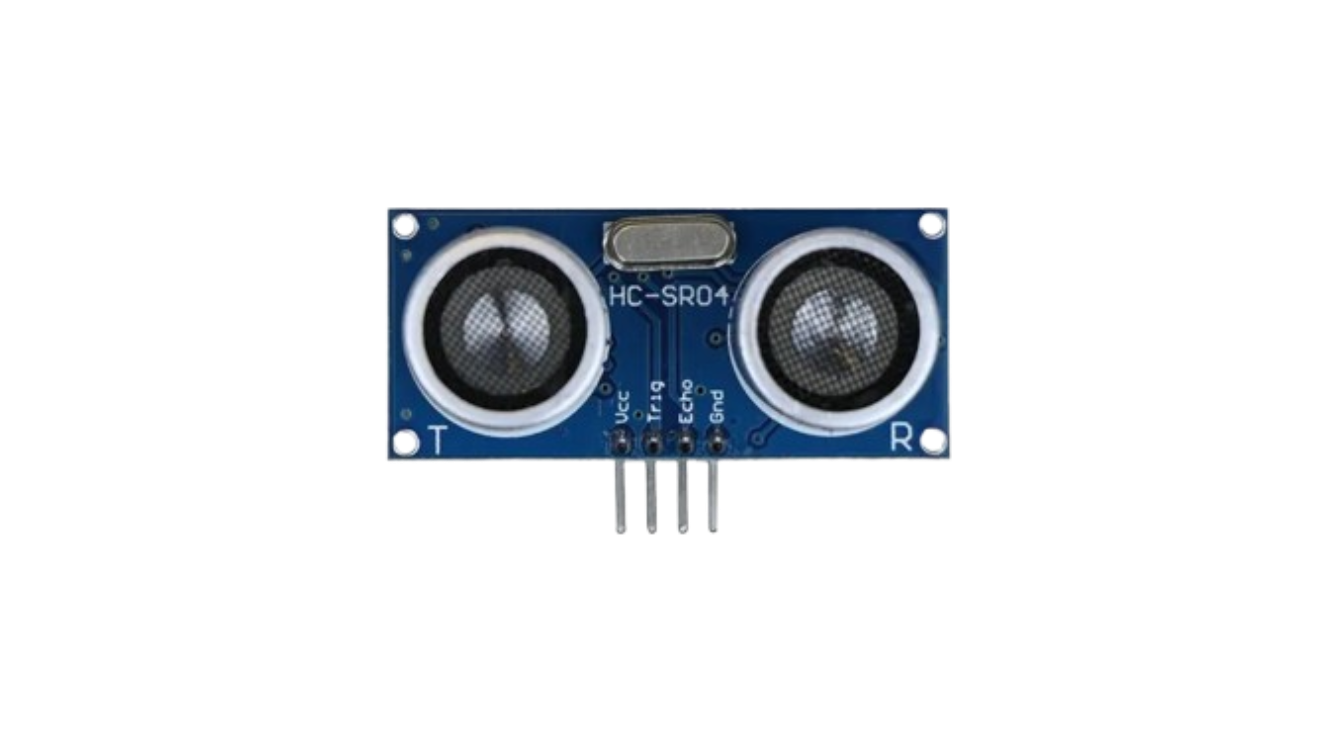 HC-SR04
Vcc
Trig
Echo
Gnd
T
R